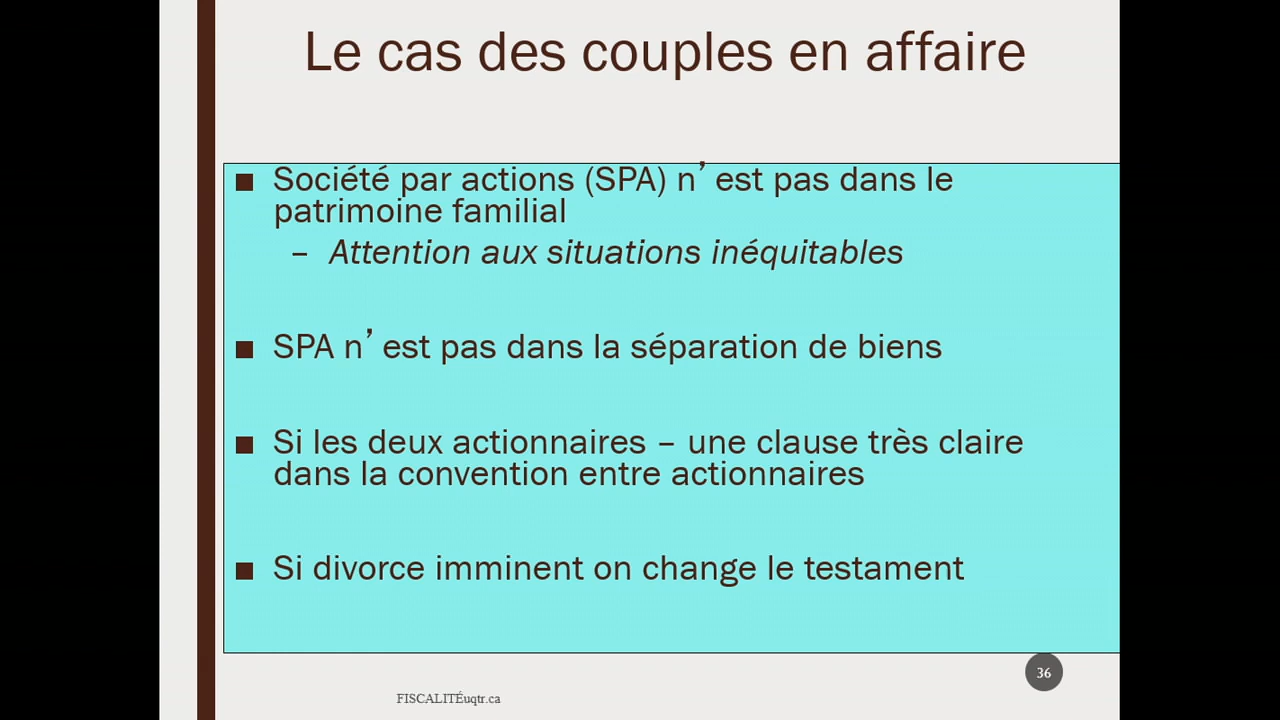 Le cas des couples en affaire
■ Société par actions (SPA) n’est pas dans le
patrimoine familial
– Attention aux situations inéquitables
■ SPA n’est pas dans la séparation de biens
■ Si les deux actionnaires – une clause très claire
dans la convention entre actionnaires
■ Si divorce imminent on change le testament
36
FISCALITÉuqtr.ca